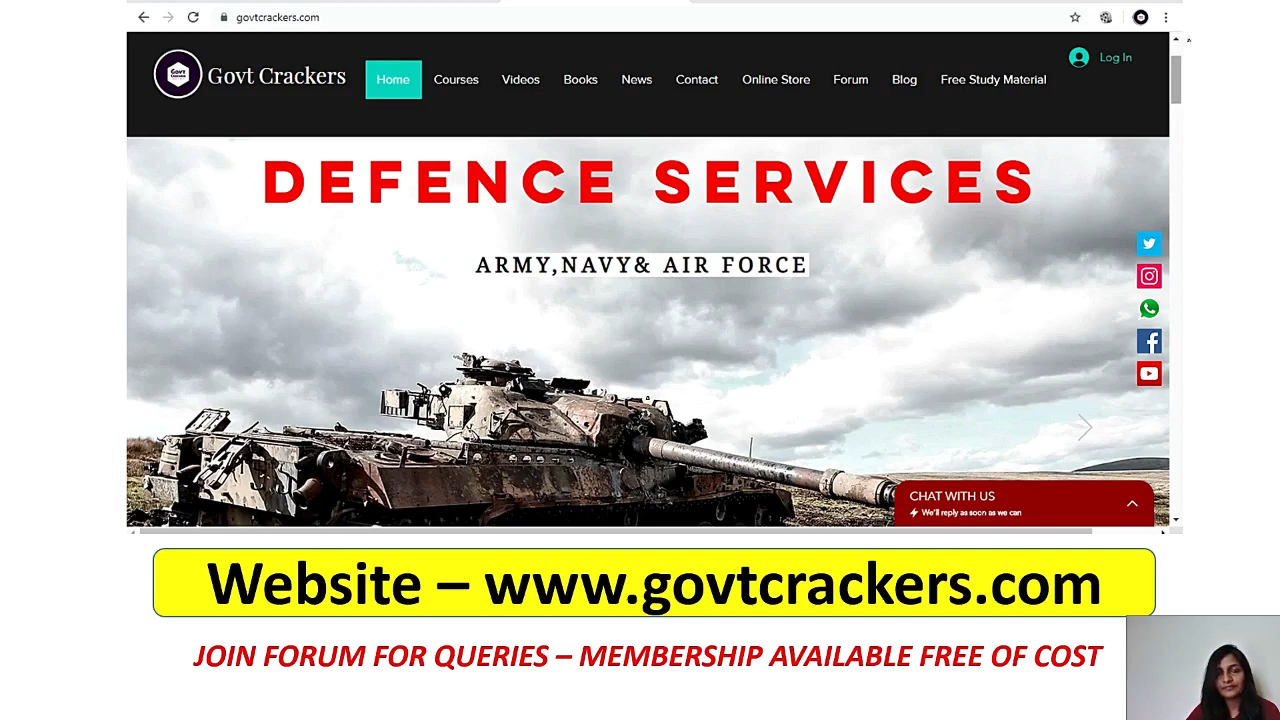 govtcrackers.com
Govt Crackers
Govt Crackers
Home
Courses
Videos
Books
News
Contact
Online Store
Forum
Blog
Free Study Material
Log In
DEFENCE SERVICES
ARMY,NAVY& AIR FORCE
CHAT WITH US
We'll reply as soon as we can
Website – www.govtcrackers.com
JOIN FORUM FOR QUERIES – MEMBERSHIP AVAILABLE FREE OF COST